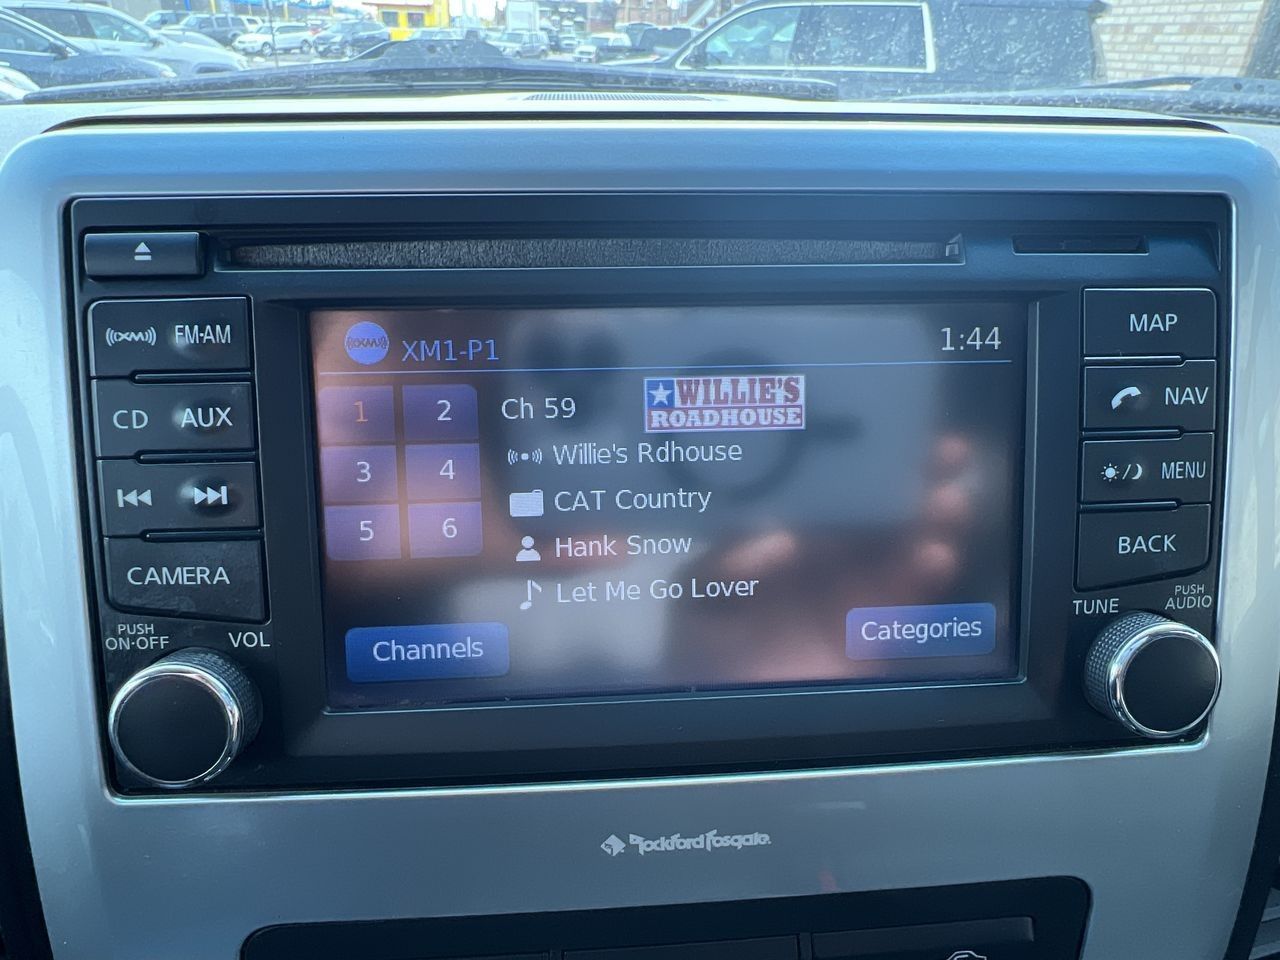 XM FM·AM
CD AUX
CAMERA
PUSH
ON·OFF
VOL
XM XM1-P1
1:44
1
2
3
4
5
6
Ch 59
WILLIE'S
ROADHOUSE
Willie's Rdhouse
CAT Country
Hank Snow
Let Me Go Lover
Channels
Categories
MAP
NAV
MENU
BACK
TUNE
PUSH
AUDIO
Rockford Fosgate